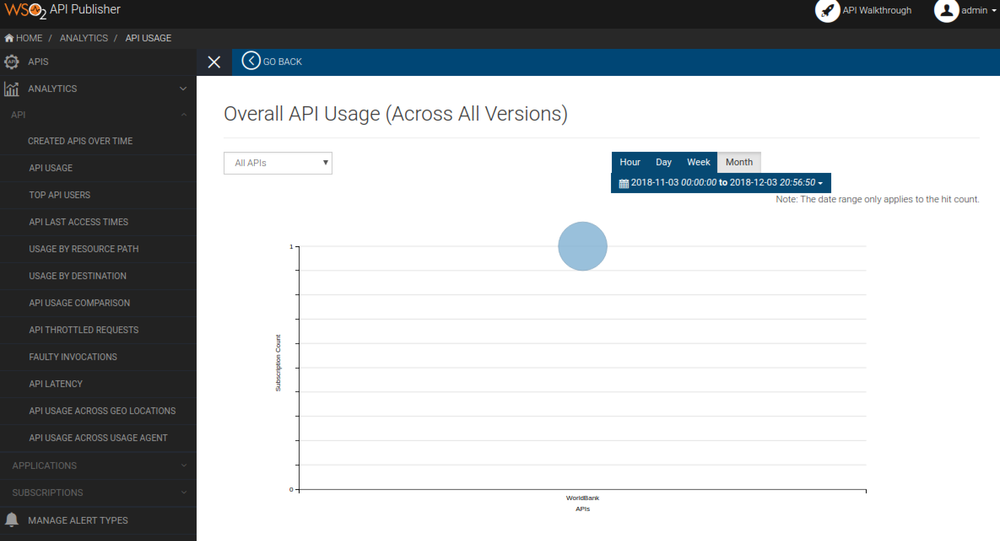 WSO2 API Publisher
API Walkthrough
admin
HOME / ANALYTICS / API USAGE
API APIS
GO BACK
ANALYTICS
API
CREATED APIS OVER TIME
API USAGE
TOP API USERS
API LAST ACCESS TIMES
USAGE BY RESOURCE PATH
USAGE BY DESTINATION
API USAGE COMPARISON
API THROTTLED REQUESTS
FAULTY INVOCATIONS
API LATENCY
API USAGE ACROSS GEO LOCATIONS
API USAGE ACROSS USAGE AGENT
APPLICATIONS
SUBSCRIPTIONS
MANAGE ALERT TYPES
Overall API Usage (Across All Versions)
All APIs
Hour Day Week Month
2018-11-03 00:00:00 to 2018-12-03 20:56:50
Note: The date range only applies to the hit count.
1
Subscription Count
0
WorldBank
APIs